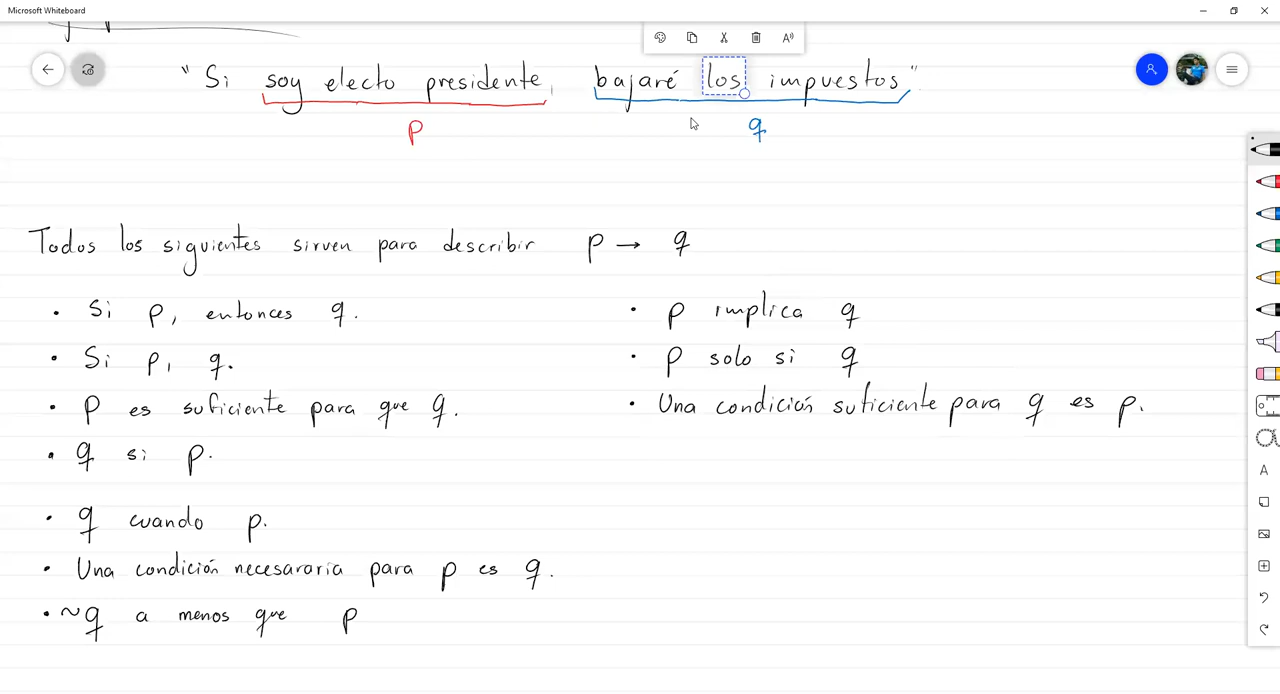 Microsoft Whiteboard
"Si soy electo presidente, bajaré los impuestos"
p q
Todos los siguientes sirven para describir p → q
• Si p, entonces q.
• Si p, q.
• P es suficiente para que q.
• q si p.
• q cuando p.
• Una condición necesararia para p es q.
• ~q a menos que p
• p implica q
• p solo si q
• Una condición suficiente para q es p.